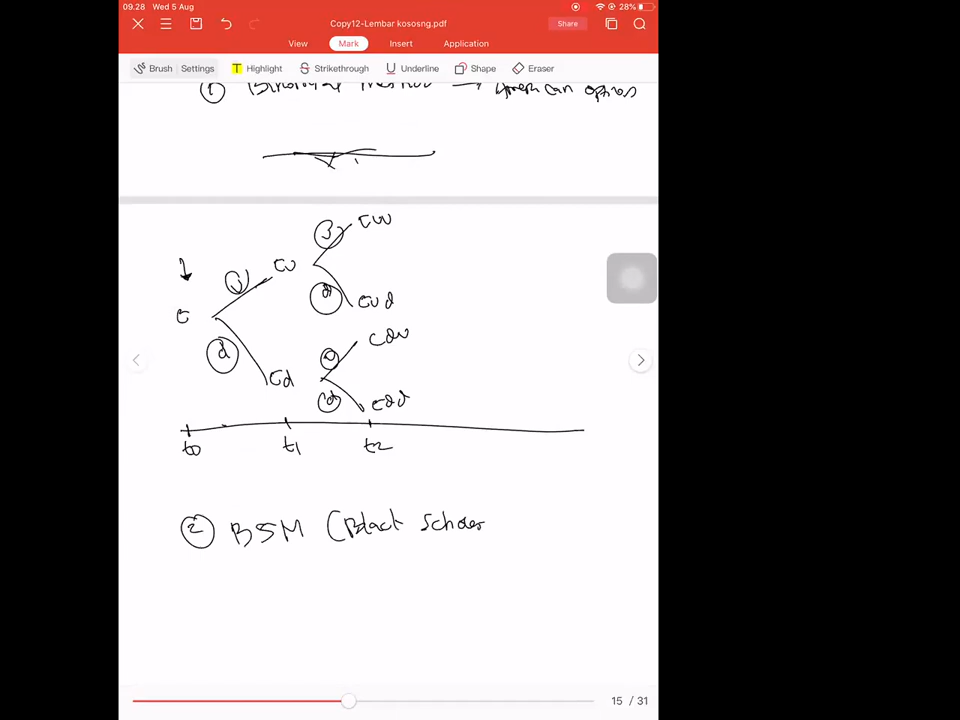 09.28 Wed 5 Aug
28%
Copy12-Lembar kososng.pdf
Share
View Mark Insert Application
Brush Settings Highlight Strikethrough Underline Shape Eraser
1 Binomial method → American options
u cuu
cu
u
d cud
c
d
u cdu
cd
d cdd
t0 t1 t2
2 BSM (Black Scholes
15 / 31